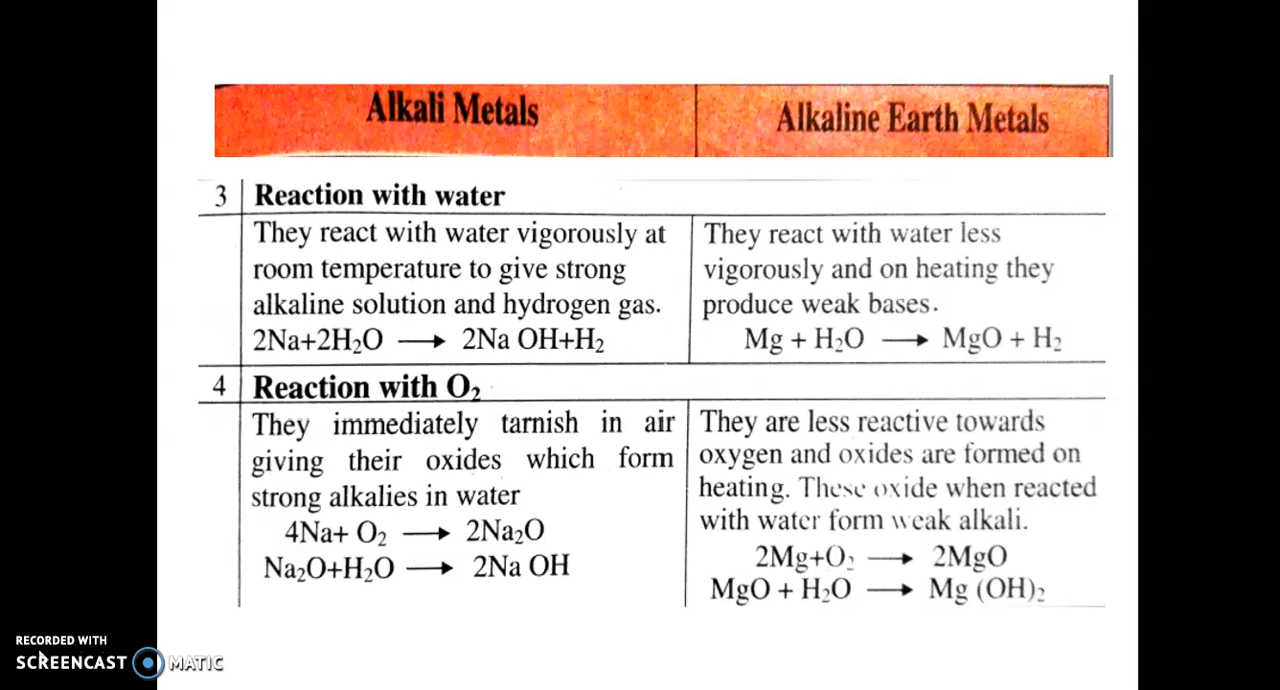 Alkali Metals
Alkaline Earth Metals
3 Reaction with water
They react with water vigorously at
room temperature to give strong
alkaline solution and hydrogen gas.
2Na+2H₂O → 2Na OH+H₂
They react with water less
vigorously and on heating they
produce weak bases.
Mg + H₂O → MgO + H₂
4 Reaction with O₂
They immediately tarnish in air
giving their oxides which form
strong alkalies in water
4Na+ O₂ → 2Na₂O
Na₂O+H₂O → 2Na OH
They are less reactive towards
oxygen and oxides are formed on
heating. These oxide when reacted
with water form weak alkali.
2Mg+O₂ → 2MgO
MgO + H₂O → Mg (OH)₂
RECORDED WITH
SCREENCAST MATIC